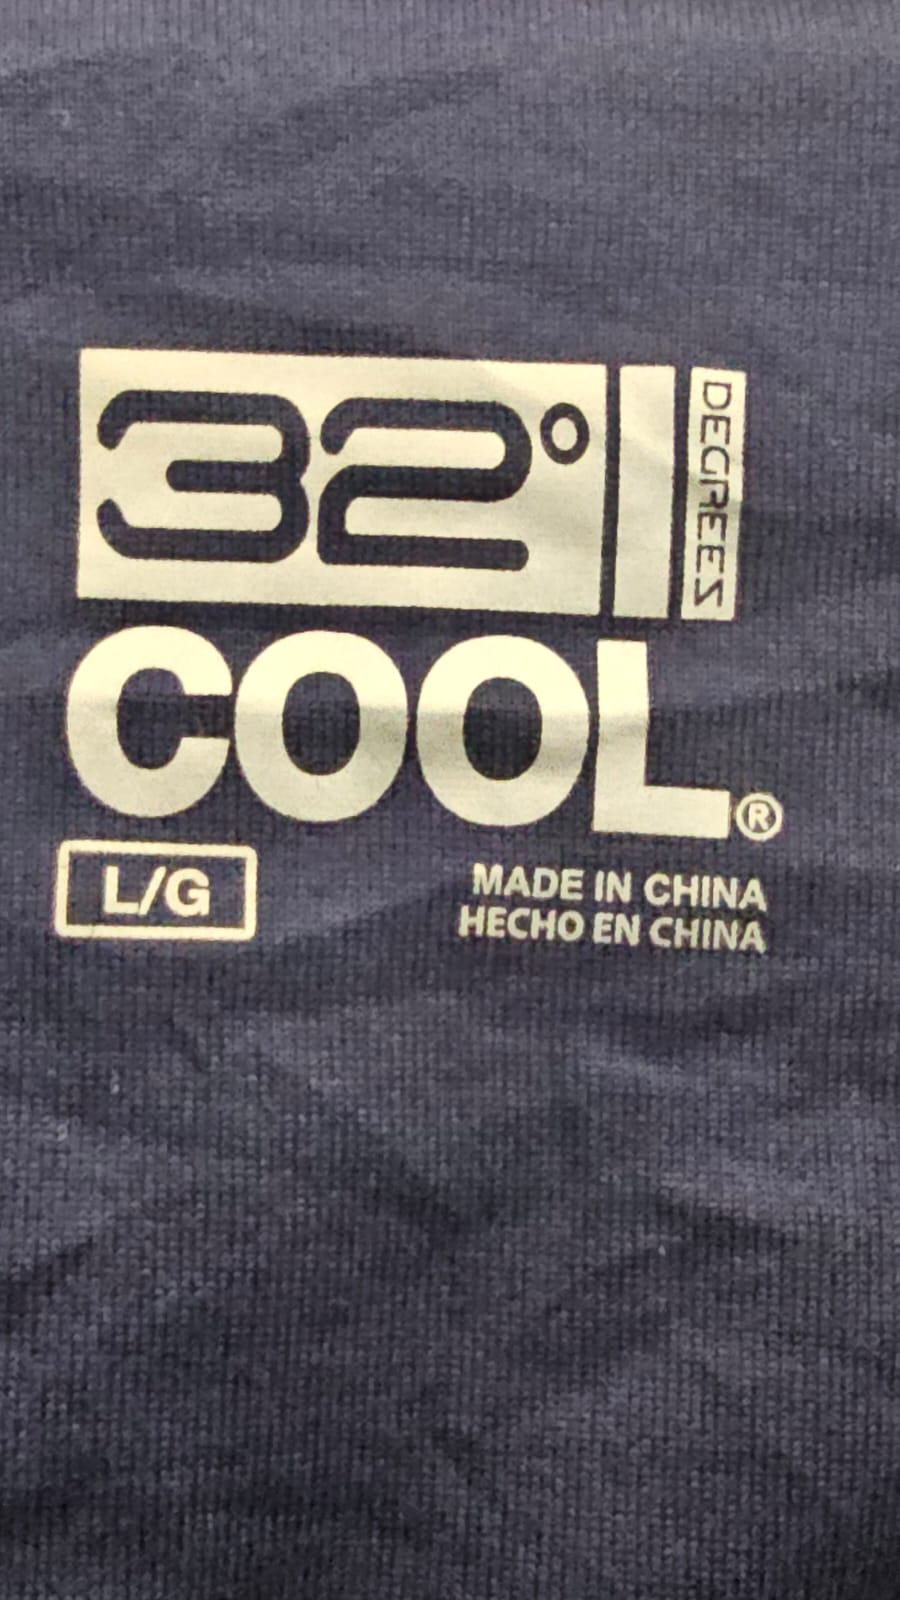 32° DEGREES
COOL®
L/G
MADE IN CHINA
HECHO EN CHINA